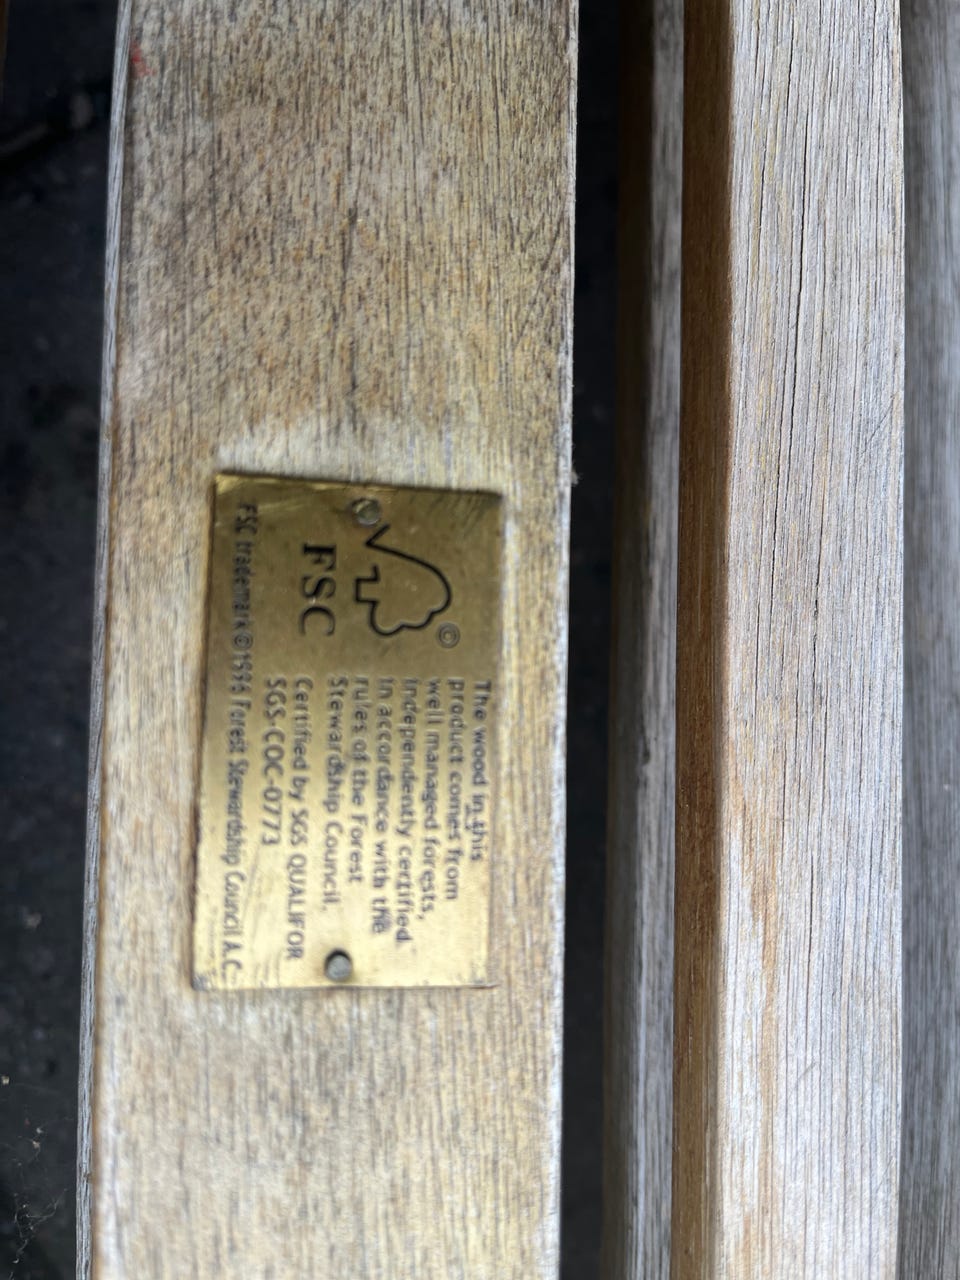 ©
FSC
The wood in this
product comes from
well managed forests,
independently certified
in accordance with the
rules of the Forest
Stewardship Council.
Certified by SGS QUALIFOR
SGS-COC-0773
FSC trademark © 1996 Forest Stewardship Council A.C.